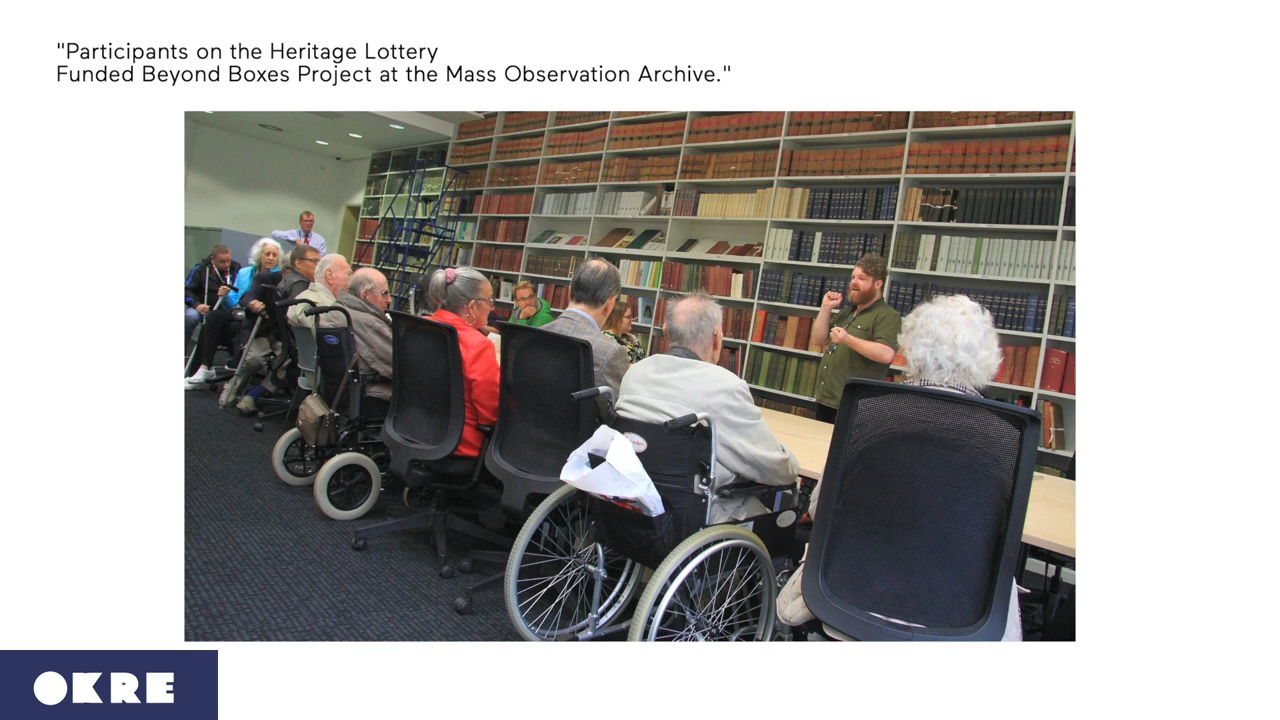 "Participants on the Heritage Lottery
Funded Beyond Boxes Project at the Mass Observation Archive."
OKRE